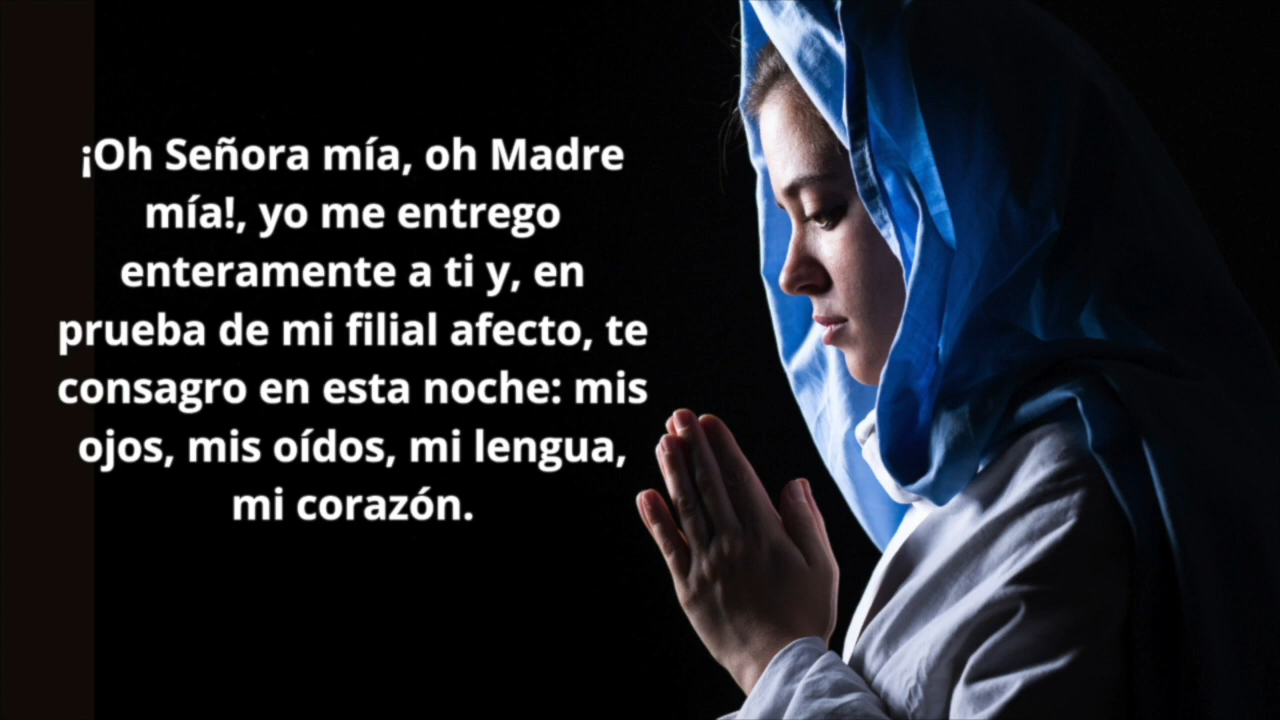 ¡Oh Señora mía, oh Madre
mía!, yo me entrego
enteramente a ti y, en
prueba de mi filial afecto, te
consagro en esta noche: mis
ojos, mis oídos, mi lengua,
mi corazón.